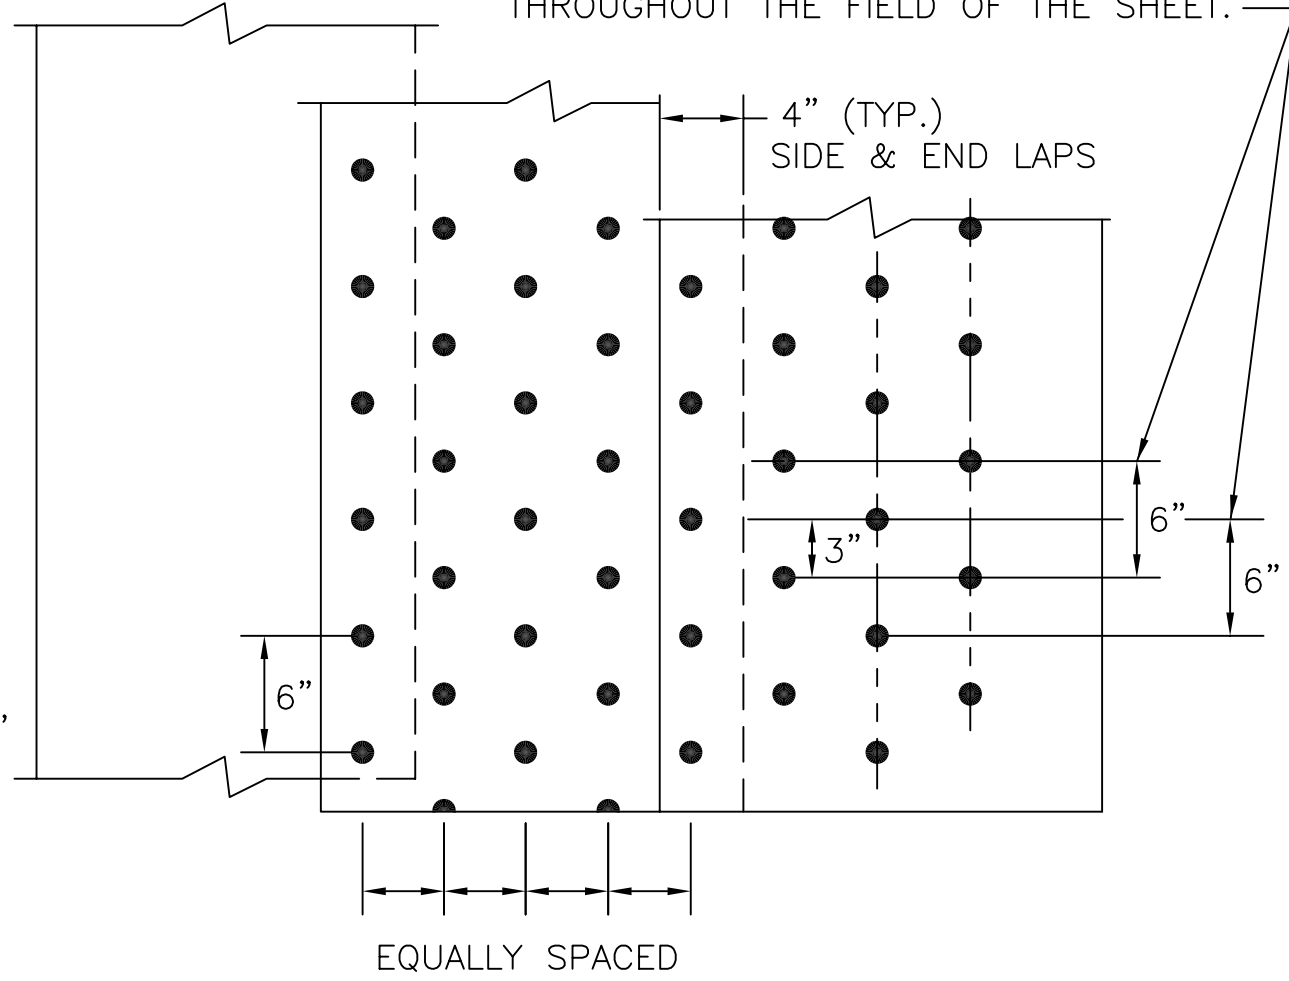 THROUGHOUT THE FIELD OF THE SHEET.
4” (TYP.)
SIDE & END LAPS
6”
3”
6”
6”
”
EQUALLY SPACED